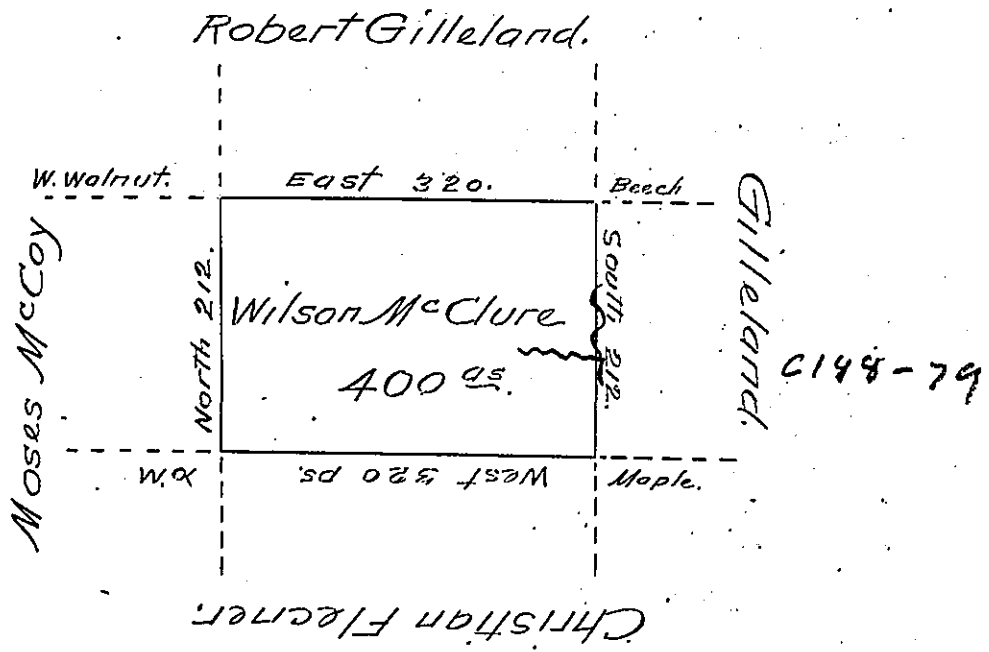 Robert Gilleland.
W. Walnut.
East 320.
Beech
Gilleland.
Moses McCoy
North 212.
South 212.
Wilson McClure
400 as.
C148-79
W.O.
West 320 ps.
Maple.
Christian Flecner.